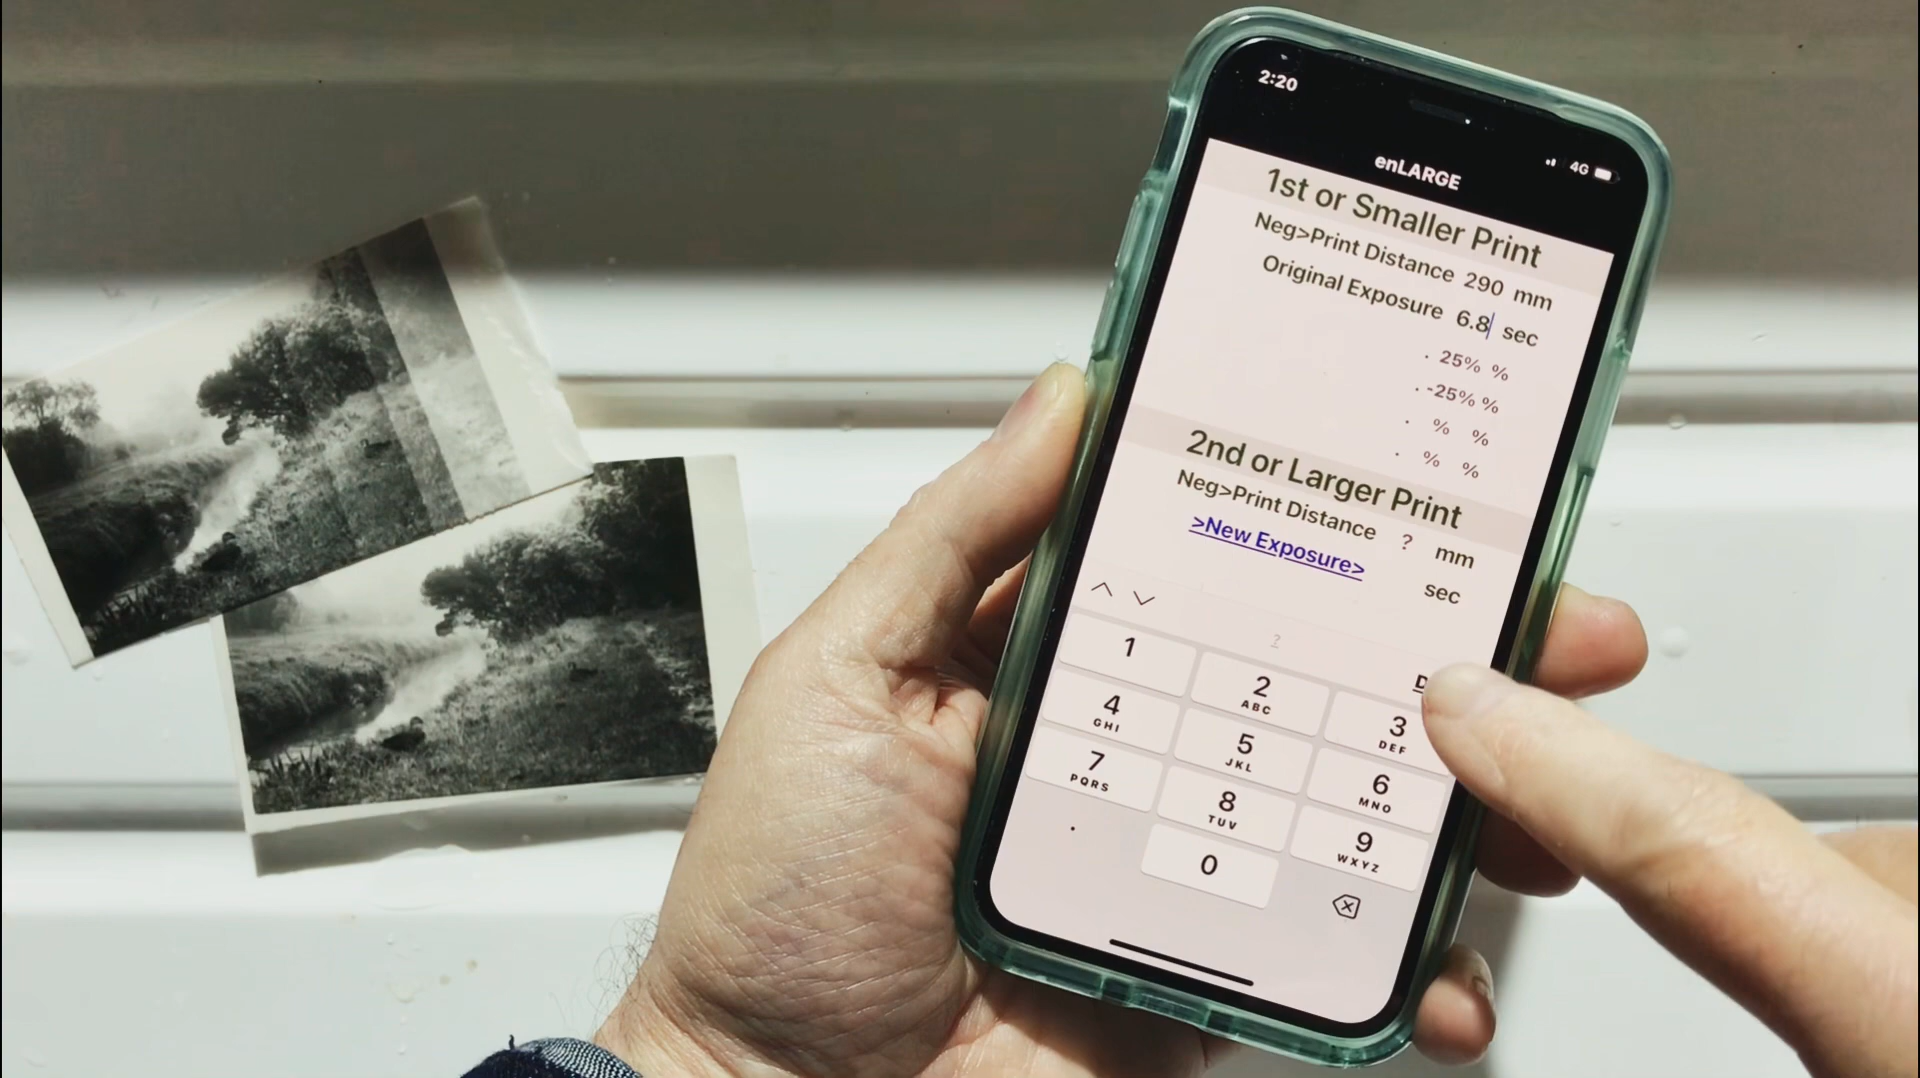 2:20
4G
enLARGE
1st or Smaller Print
Neg>Print Distance 290 mm
Original Exposure 6.8 sec
. 25% %
. -25% %
. % %
. % %
2nd or Larger Print
Neg>Print Distance ? mm
>New Exposure> sec
?
D
1
2 ABC
3 DEF
4 GHI
5 JKL
6 MNO
7 PQRS
8 TUV
9 WXYZ
.
0